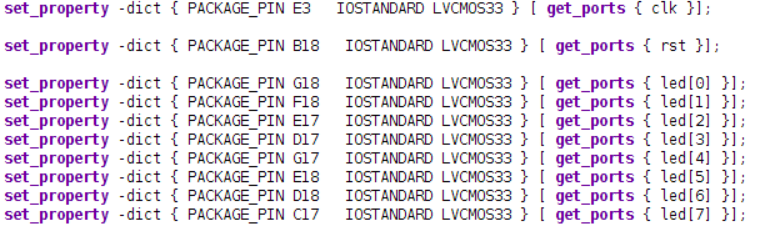 set_property -dict { PACKAGE_PIN E3 IOSTANDARD LVCMOS33 } [ get_ports { clk }];
set_property -dict { PACKAGE_PIN B18 IOSTANDARD LVCMOS33 } [ get_ports { rst }];
set_property -dict { PACKAGE_PIN G18 IOSTANDARD LVCMOS33 } [ get_ports { led[0] }];
set_property -dict { PACKAGE_PIN F18 IOSTANDARD LVCMOS33 } [ get_ports { led[1] }];
set_property -dict { PACKAGE_PIN E17 IOSTANDARD LVCMOS33 } [ get_ports { led[2] }];
set_property -dict { PACKAGE_PIN D17 IOSTANDARD LVCMOS33 } [ get_ports { led[3] }];
set_property -dict { PACKAGE_PIN G17 IOSTANDARD LVCMOS33 } [ get_ports { led[4] }];
set_property -dict { PACKAGE_PIN E18 IOSTANDARD LVCMOS33 } [ get_ports { led[5] }];
set_property -dict { PACKAGE_PIN D18 IOSTANDARD LVCMOS33 } [ get_ports { led[6] }];
set_property -dict { PACKAGE_PIN C17 IOSTANDARD LVCMOS33 } [ get_ports { led[7] }];